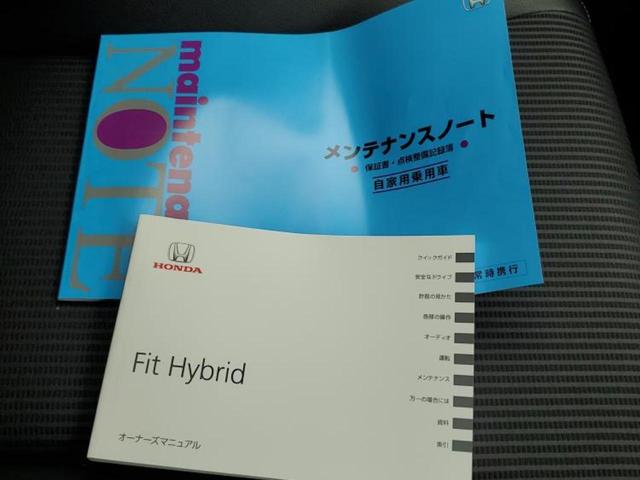 maintena
NOTE
メンテナンスノート
保証書・点検整備記録簿
自家用乗用車
常時携行
HONDA
Fit Hybrid
オーナーズマニュアル
クイックガイド
安全なドライブ
計器の見かた
各部の操作
オーディオ
運転
メンテナンス
万一の場合には
資料
索引